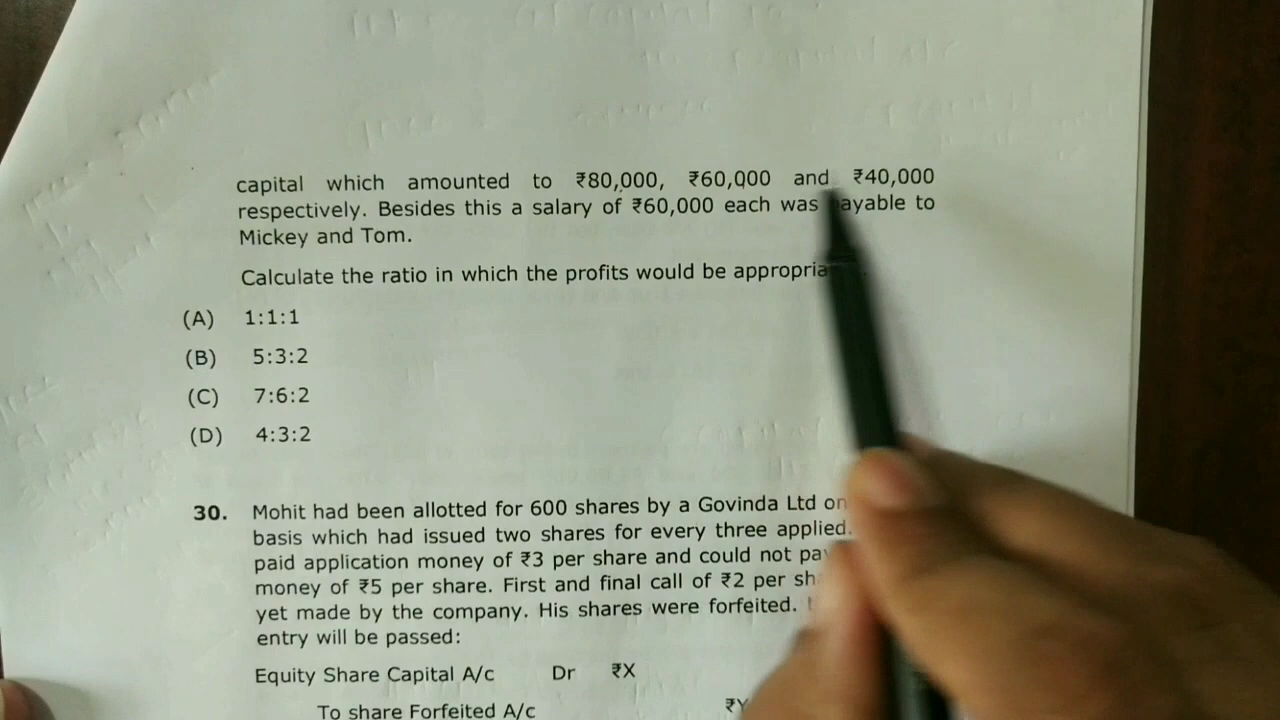 capital which amounted to ₹80,000, ₹60,000 and ₹40,000
respectively. Besides this a salary of ₹60,000 each was payable to
Mickey and Tom.
Calculate the ratio in which the profits would be
(A) 1:1:1
(B) 5:3:2
(C) 7:6:2
(D) 4:3:2
30. Mohit had been allotted for 600 shares by a Govinda Ltd on
basis which had issued two shares for every three applied.
paid application money of ₹3 per share and could not
money of ₹5 per share. First and final call of ₹2 per
yet made by the company. His shares were forfeited.
entry will be passed:
Equity Share Capital A/c Dr ₹X
To share Forfeited A/c ₹Y